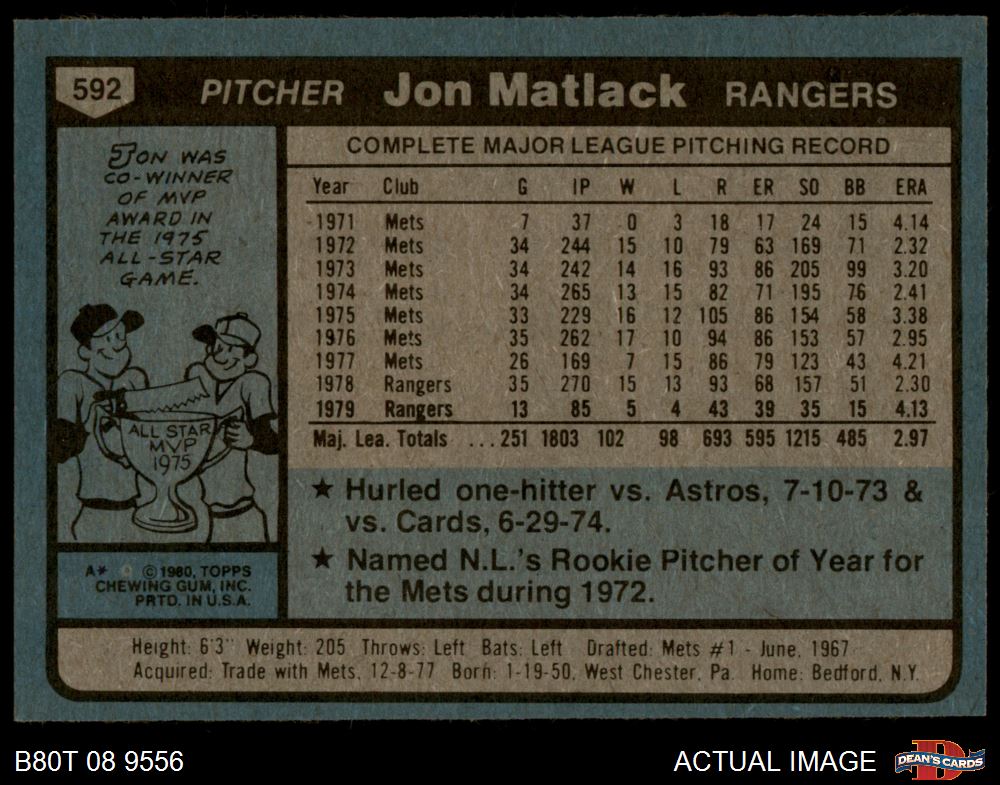 592 PITCHER Jon Matlack RANGERS
JON WAS
CO-WINNER
OF MVP
AWARD IN
THE 1975
ALL-STAR
GAME.
ALL STAR
MVP
1975
A* © 1980, TOPPS
CHEWING GUM, INC.
PRTD. IN U.S.A.
COMPLETE MAJOR LEAGUE PITCHING RECORD
Year Club G IP W L R ER SO BB ERA
1971 Mets 7 37 0 3 18 17 24 15 4.14
1972 Mets 34 244 15 10 79 63 169 71 2.32
1973 Mets 34 242 14 16 93 86 205 99 3.20
1974 Mets 34 265 13 15 82 71 195 76 2.41
1975 Mets 33 229 16 12 105 86 154 58 3.38
1976 Mets 35 262 17 10 94 86 153 57 2.95
1977 Mets 26 169 7 15 86 79 123 43 4.21
1978 Rangers 35 270 15 13 93 68 157 51 2.30
1979 Rangers 13 85 5 4 43 39 35 15 4.13
Maj. Lea. Totals ... 251 1803 102 98 693 595 1215 485 2.97
★ Hurled one-hitter vs. Astros, 7-10-73 &
vs. Cards, 6-29-74.
★ Named N.L.'s Rookie Pitcher of Year for
the Mets during 1972.
Height: 6'3" Weight: 205 Throws: Left Bats: Left Drafted: Mets #1 - June, 1967
Acquired: Trade with Mets, 12-8-77 Born: 1-19-50, West Chester, Pa. Home: Bedford, N.Y.
B80T 08 9556 ACTUAL IMAGE D DEAN'S CARDS